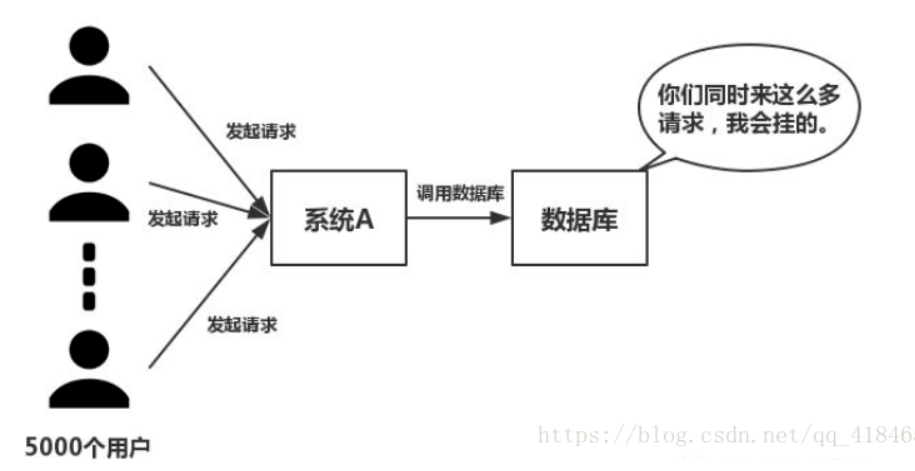 发起请求
你们同时来这么多
请求，我会挂的。
调用数据库
发起请求
系统A
数据库
发起请求
5000个用户
https://blog.csdn.net/qq_41846